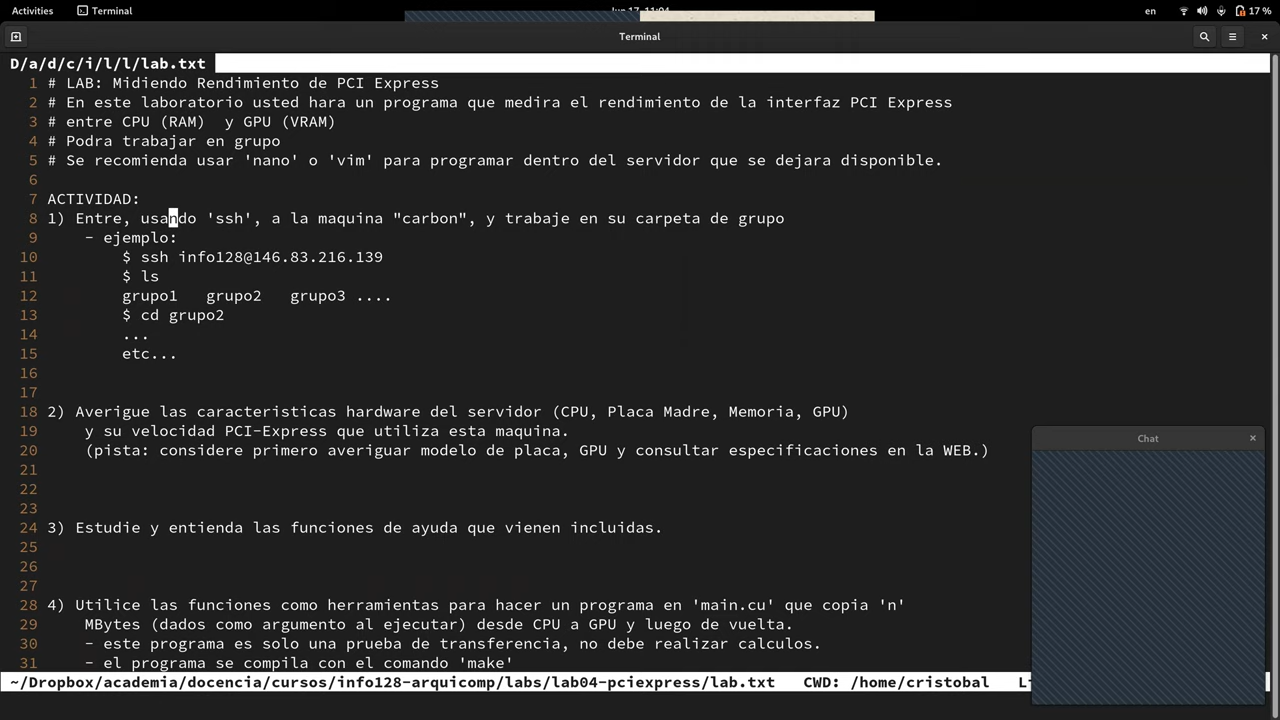 Activities
Terminal
en
17 %
Terminal
D/a/d/c/i/l/l/lab.txt
1 # LAB: Midiendo Rendimiento de PCI Express
2 # En este laboratorio usted hara un programa que medira el rendimiento de la interfaz PCI Express
3 # entre CPU (RAM)  y GPU (VRAM)
4 # Podra trabajar en grupo
5 # Se recomienda usar 'nano' o 'vim' para programar dentro del servidor que se dejara disponible.
6
7 ACTIVIDAD:
8 1) Entre, usando 'ssh', a la maquina "carbon", y trabaje en su carpeta de grupo
9 - ejemplo:
10 $ ssh info128@146.83.216.139
11 $ ls
12 grupo1   grupo2   grupo3 ....
13 $ cd grupo2
14 ...
15 etc...
16
17
18 2) Averigue las caracteristicas hardware del servidor (CPU, Placa Madre, Memoria, GPU)
19 y su velocidad PCI-Express que utiliza esta maquina.
20 (pista: considere primero averiguar modelo de placa, GPU y consultar especificaciones en la WEB.)
21
22
23
24 3) Estudie y entienda las funciones de ayuda que vienen incluidas.
25
26
27
28 4) Utilice las funciones como herramientas para hacer un programa en 'main.cu' que copia 'n'
29 MBytes (dados como argumento al ejecutar) desde CPU a GPU y luego de vuelta.
30 - este programa es solo una prueba de transferencia, no debe realizar calculos.
31 - el programa se compila con el comando 'make'
~/Dropbox/academia/docencia/cursos/info128-arquicomp/labs/lab04-pciexpress/lab.txt   CWD: /home/cristobal
Chat